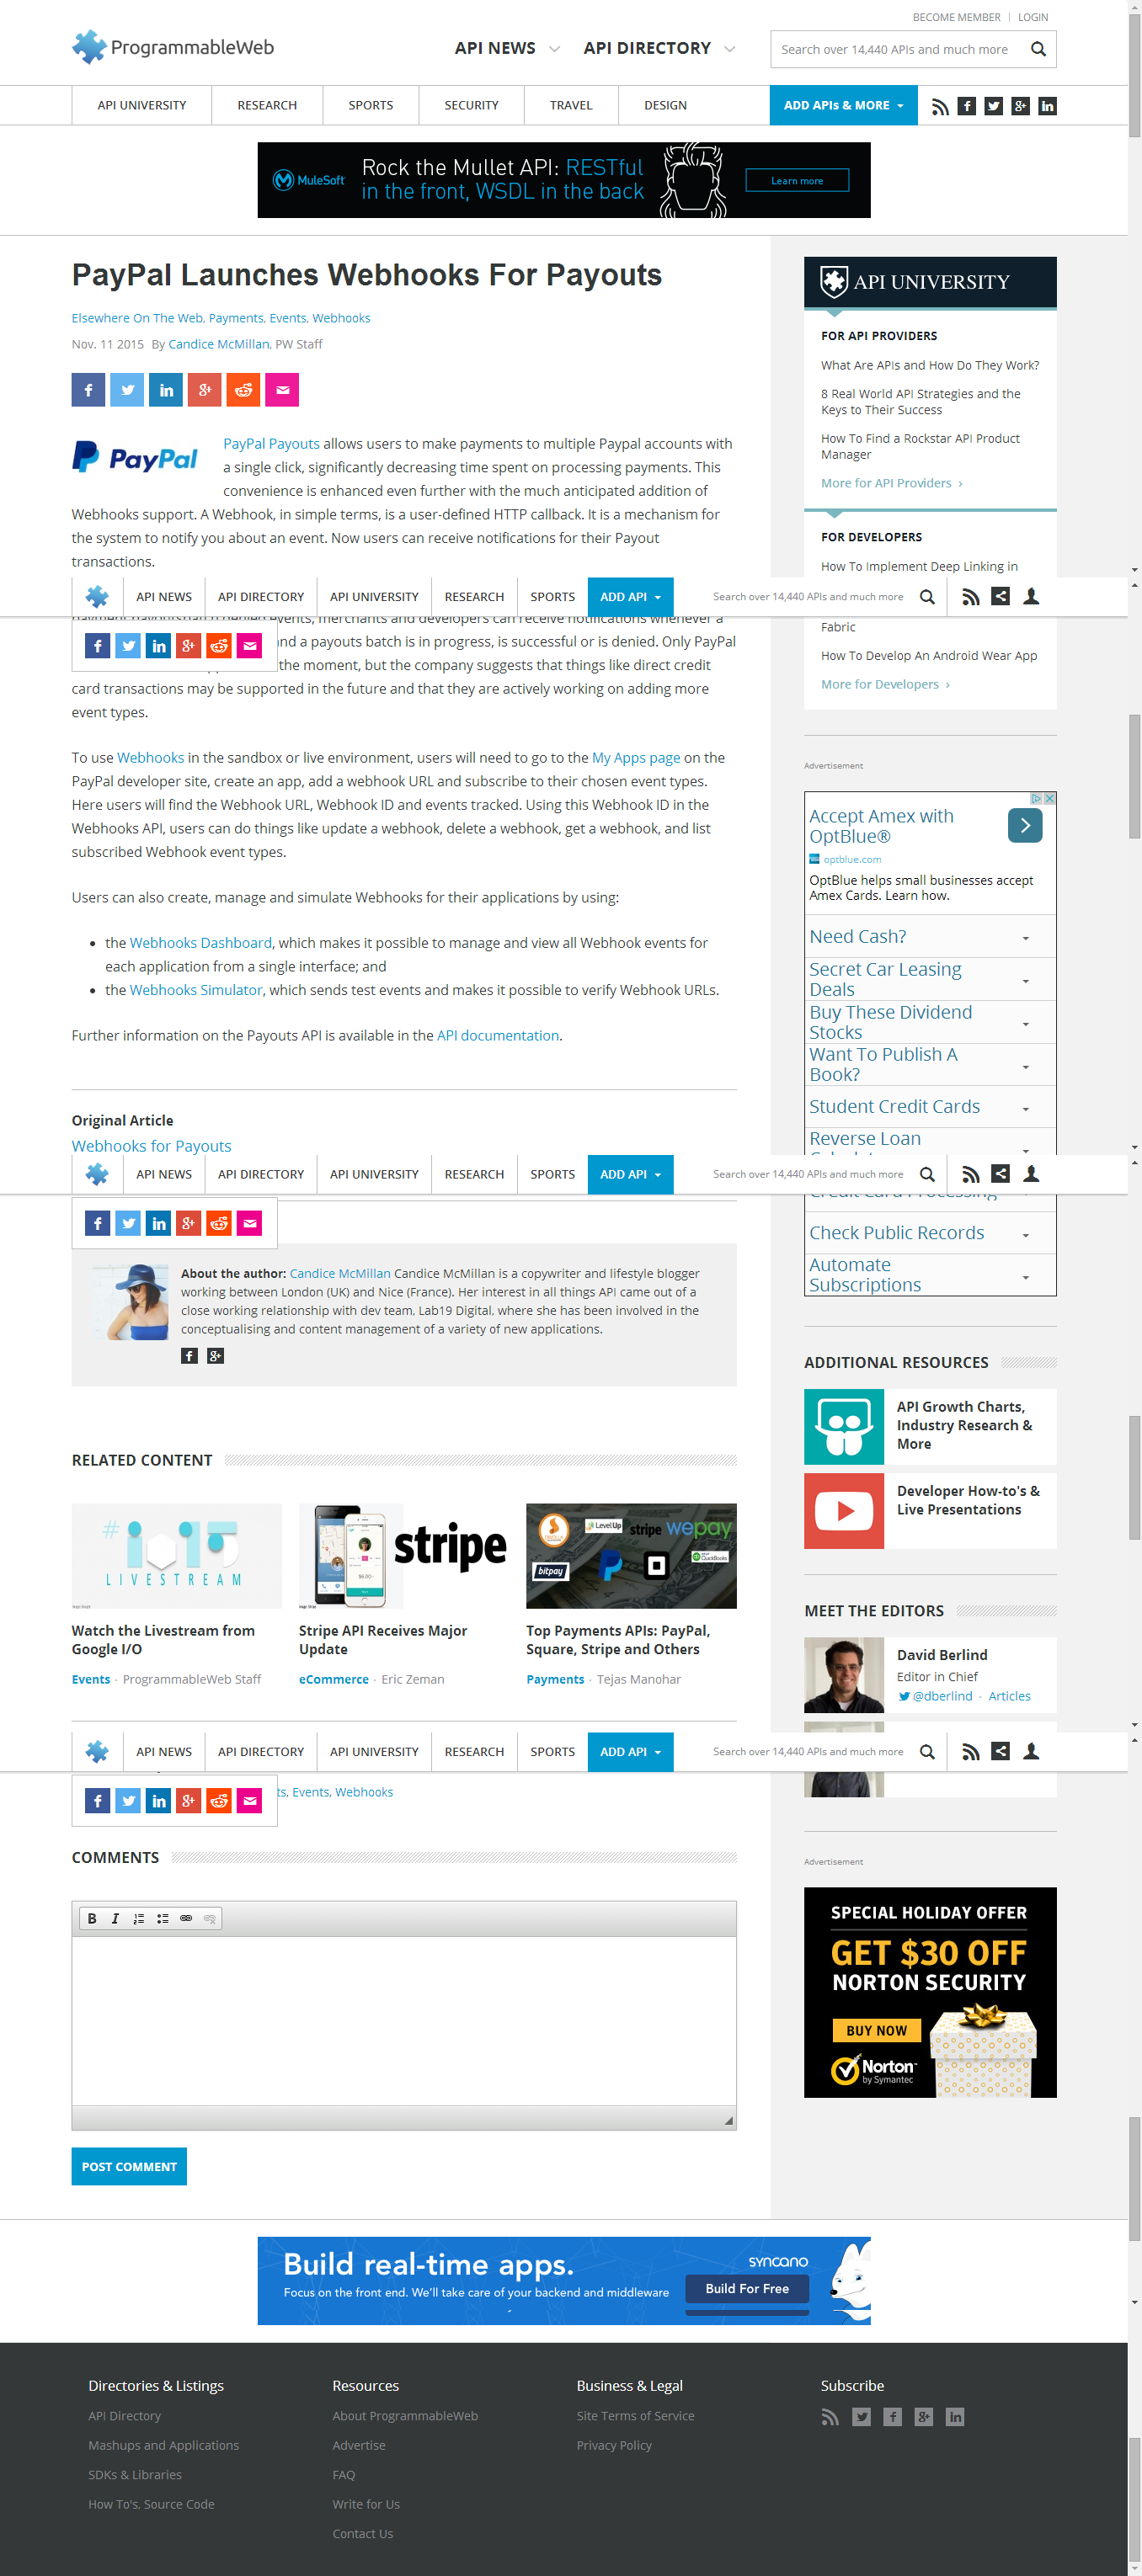 BECOME MEMBER | LOGIN
ProgrammableWeb
API NEWS
API DIRECTORY
Search over 14,440 APIs and much more
API UNIVERSITY
RESEARCH
SPORTS
SECURITY
TRAVEL
DESIGN
ADD APIs & MORE
MuleSoft
Rock the Mullet API: RESTful
in the front, WSDL in the back
Learn more
PayPal Launches Webhooks For Payouts
Elsewhere On The Web, Payments, Events, Webhooks
Nov. 11 2015 By Candice McMillan, PW Staff
PayPal
PayPal Payouts allows users to make payments to multiple Paypal accounts with
a single click, significantly decreasing time spent on processing payments. This
convenience is enhanced even further with the much anticipated addition of
Webhooks support. A Webhook, in simple terms, is a user-defined HTTP callback. It is a mechanism for
the system to notify you about an event. Now users can receive notifications for their Payout
transactions.
API UNIVERSITY
FOR API PROVIDERS
What Are APIs and How Do They Work?
8 Real World API Strategies and the
Keys to Their Success
How To Find a Rockstar API Product
Manager
More for API Providers ›
FOR DEVELOPERS
How To Implement Deep Linking in
API NEWS
API DIRECTORY
API UNIVERSITY
RESEARCH
SPORTS
ADD API
Search over 14,440 APIs and much more
payment payouts batch denied events, merchants and developers can receive notifications whenever a
and a payouts batch is in progress, is successful or is denied. Only PayPal
the moment, but the company suggests that things like direct credit
card transactions may be supported in the future and that they are actively working on adding more
event types.
To use Webhooks in the sandbox or live environment, users will need to go to the My Apps page on the
PayPal developer site, create an app, add a webhook URL and subscribe to their chosen event types.
Here users will find the Webhook URL, Webhook ID and events tracked. Using this Webhook ID in the
Webhooks API, users can do things like update a webhook, delete a webhook, get a webhook, and list
subscribed Webhook event types.
Users can also create, manage and simulate Webhooks for their applications by using:
• the Webhooks Dashboard, which makes it possible to manage and view all Webhook events for
each application from a single interface; and
• the Webhooks Simulator, which sends test events and makes it possible to verify Webhook URLs.
Further information on the Payouts API is available in the API documentation.
Original Article
Webhooks for Payouts
Fabric
How To Develop An Android Wear App
More for Developers ›
Advertisement
Accept Amex with
OptBlue®
optblue.com
OptBlue helps small businesses accept
Amex Cards. Learn how.
Need Cash?
Secret Car Leasing
Deals
Buy These Dividend
Stocks
Want To Publish A
Book?
Student Credit Cards
Reverse Loan
API NEWS
API DIRECTORY
API UNIVERSITY
RESEARCH
SPORTS
ADD API
Search over 14,440 APIs and much more
Credit Card Processing
Check Public Records
Automate
Subscriptions
About the author: Candice McMillan Candice McMillan is a copywriter and lifestyle blogger
working between London (UK) and Nice (France). Her interest in all things API came out of a
close working relationship with dev team, Lab19 Digital, where she has been involved in the
conceptualising and content management of a variety of new applications.
RELATED CONTENT
#io15
LIVESTREAM
Watch the Livestream from
Google I/O
Events · ProgrammableWeb Staff
stripe
Stripe API Receives Major
Update
eCommerce · Eric Zeman
LevelUp
stripe
wepay
bitpay
QuickBooks
Top Payments APIs: PayPal,
Square, Stripe and Others
Payments · Tejas Manohar
ADDITIONAL RESOURCES
API Growth Charts,
Industry Research &
More
Developer How-to's &
Live Presentations
MEET THE EDITORS
David Berlind
Editor in Chief
@dberlind · Articles
API NEWS
API DIRECTORY
API UNIVERSITY
RESEARCH
SPORTS
ADD API
Search over 14,440 APIs and much more
ts, Events, Webhooks
COMMENTS
B I
POST COMMENT
Advertisement
SPECIAL HOLIDAY OFFER
GET $30 OFF
NORTON SECURITY
BUY NOW
Norton
by Symantec
Build real-time apps.
Focus on the front end. We'll take care of your backend and middleware
syncano
Build For Free
Directories & Listings
API Directory
Mashups and Applications
SDKs & Libraries
How To's, Source Code
Resources
About ProgrammableWeb
Advertise
FAQ
Write for Us
Contact Us
Business & Legal
Site Terms of Service
Privacy Policy
Subscribe